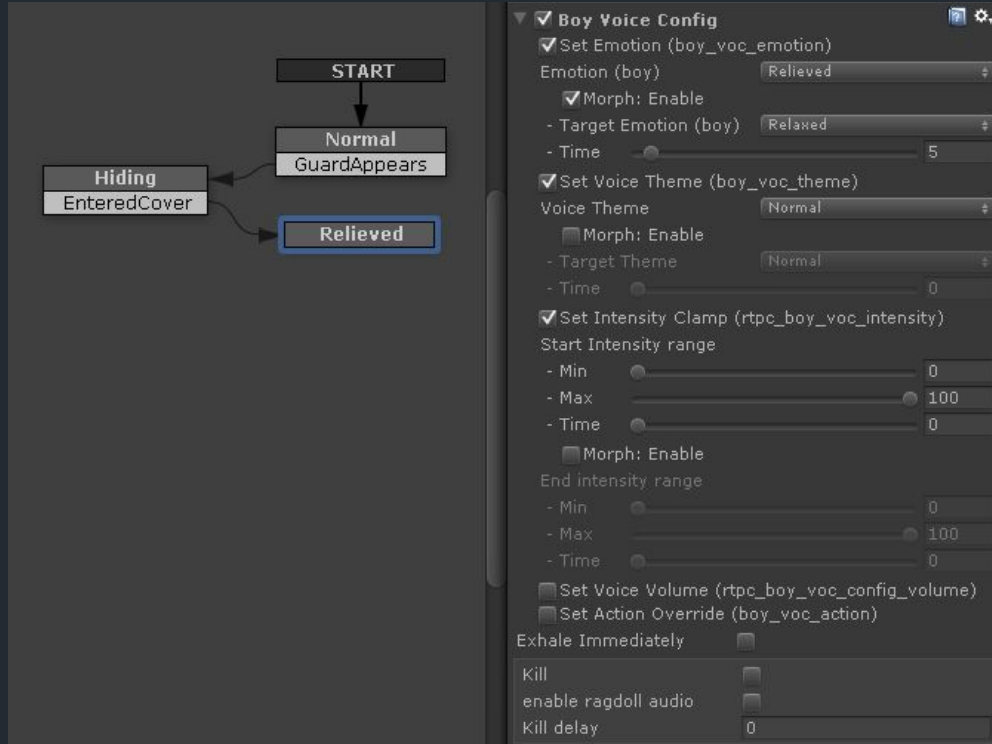 START
Normal
GuardAppears
Hiding
EnteredCover
Relieved
Boy Voice Config
Set Emotion (boy_voc_emotion)
Emotion (boy) Relieved
Morph: Enable
- Target Emotion (boy) Relaxed
- Time 5
Set Voice Theme (boy_voc_theme)
Voice Theme Normal
Morph: Enable
- Target Theme Normal
- Time 0
Set Intensity Clamp (rtpc_boy_voc_intensity)
Start Intensity range
- Min 0
- Max 100
- Time 0
Morph: Enable
End intensity range
- Min 0
- Max 100
- Time 0
Set Voice Volume (rtpc_boy_voc_config_volume)
Set Action Override (boy_voc_action)
Exhale Immediately
Kill
enable ragdoll audio
Kill delay 0